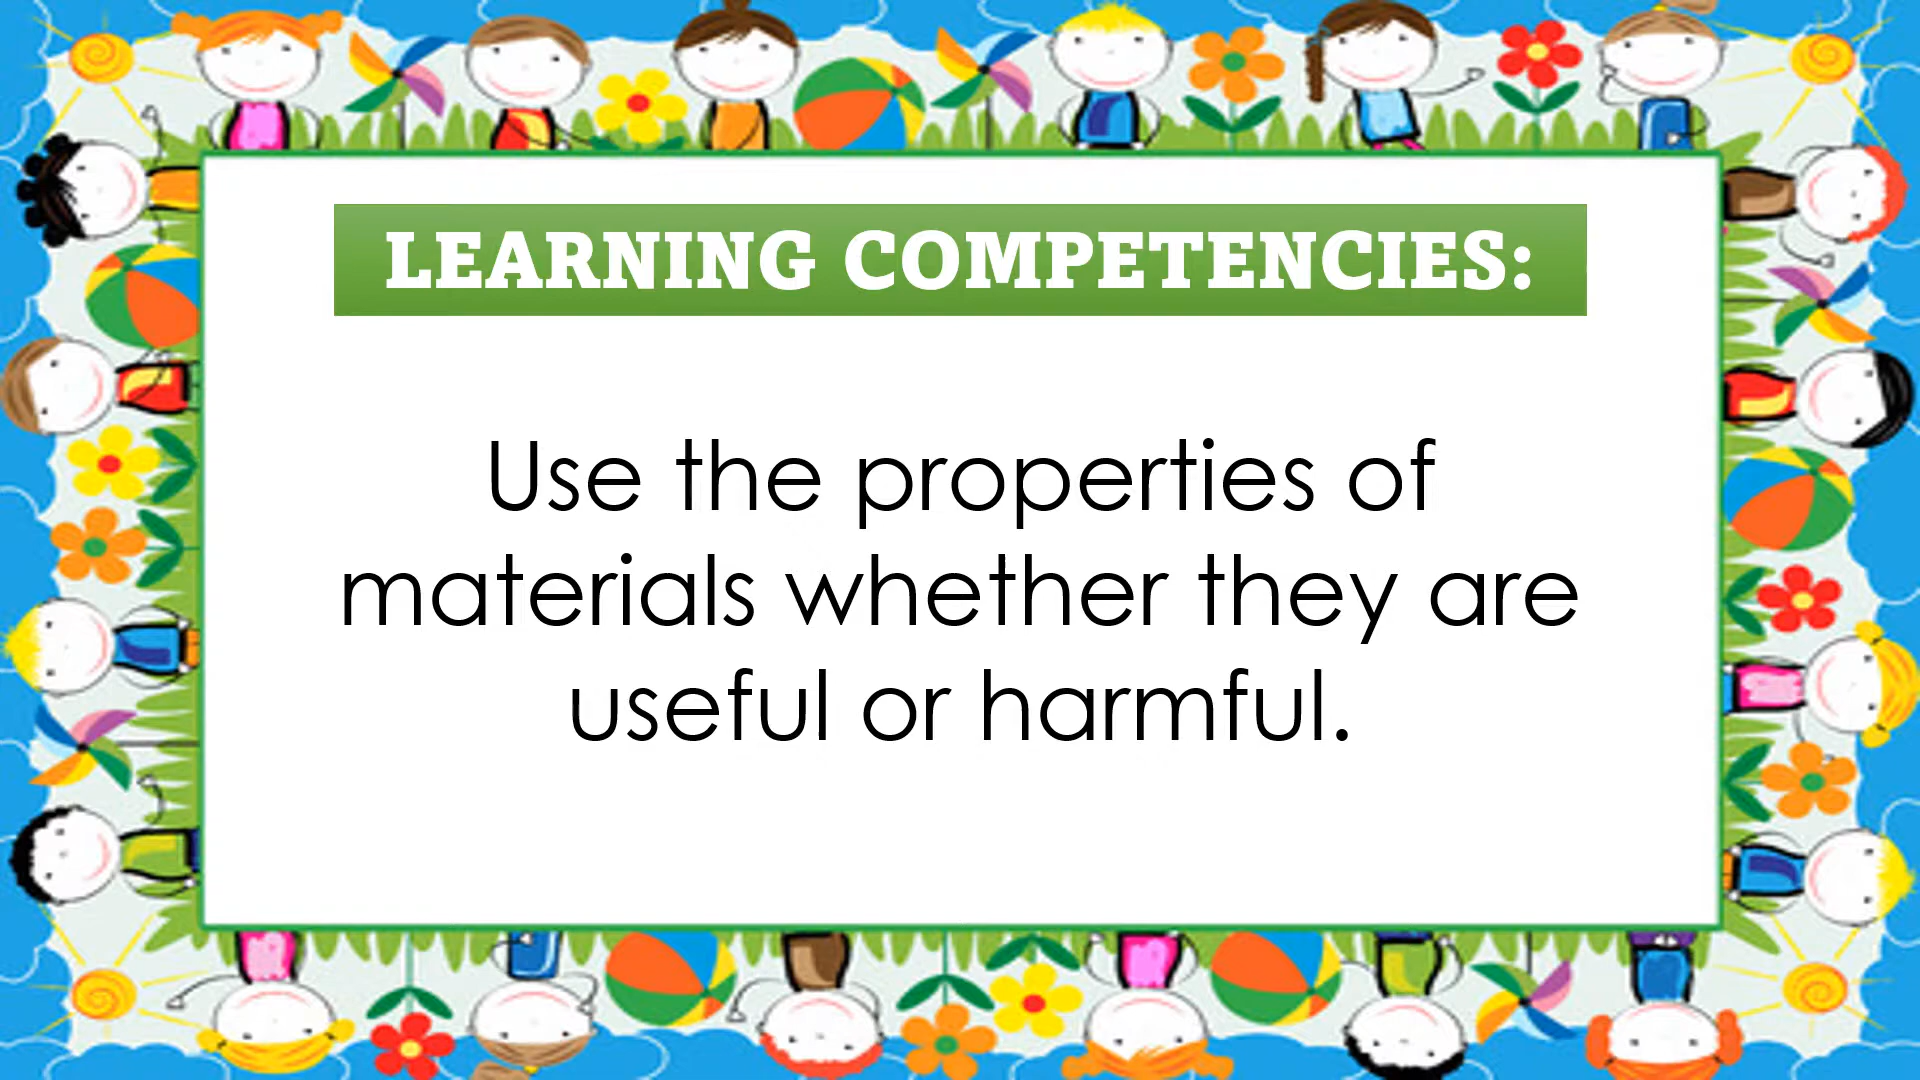 LEARNING COMPETENCIES:
Use the properties of
materials whether they are
useful or harmful.